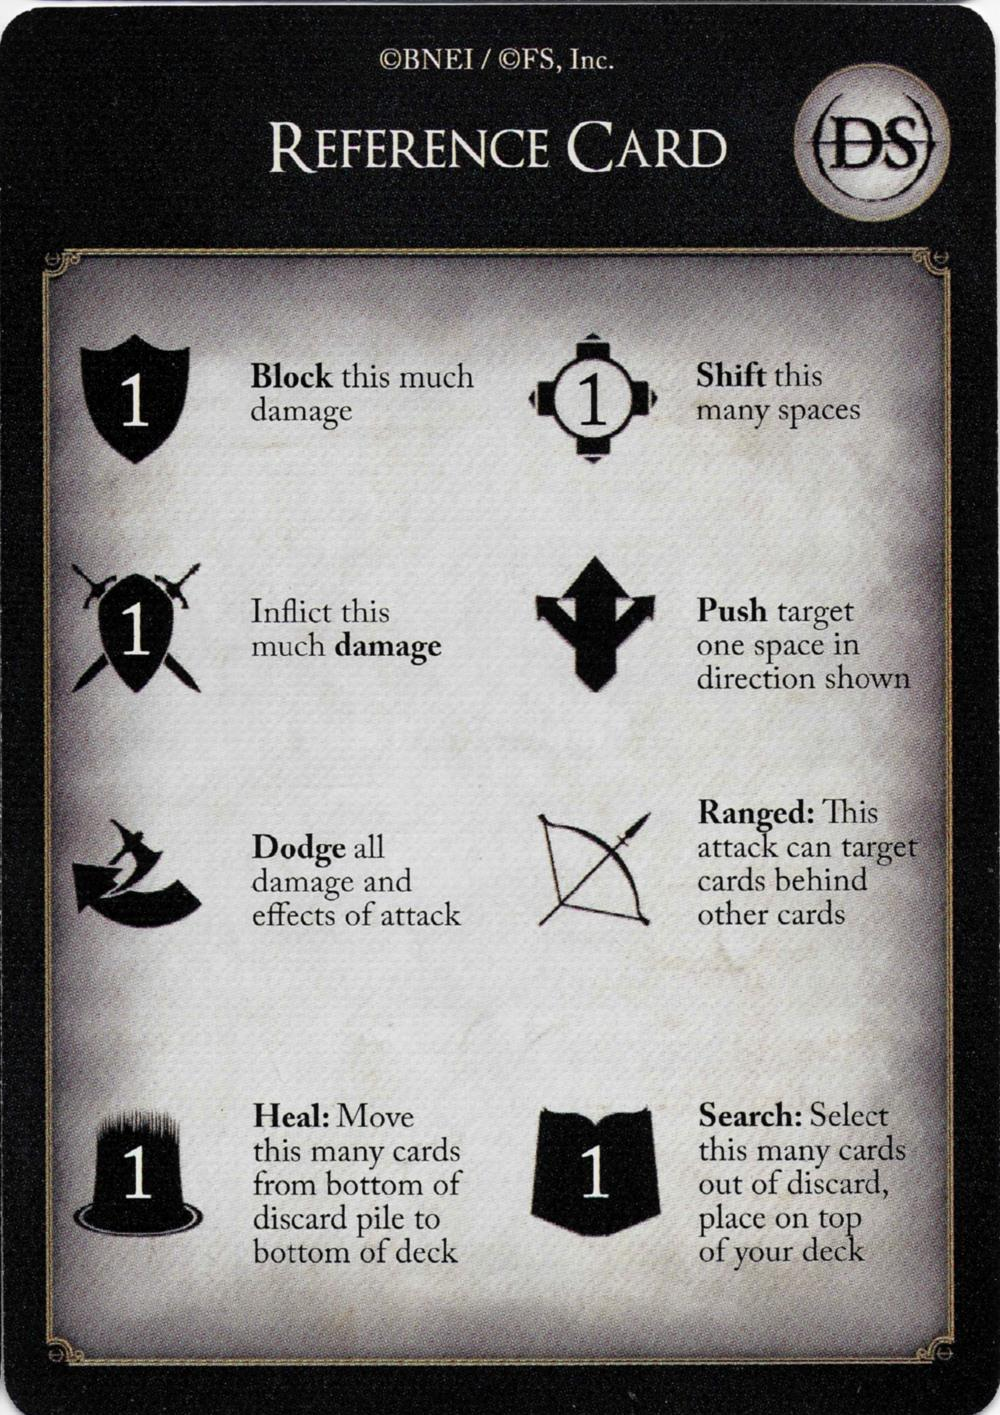 ©BNEI / ©FS, Inc.
REFERENCE CARD
DS
1
Block this much
damage
1
Shift this
many spaces
1
Inflict this
much damage
Push target
one space in
direction shown
Dodge all
damage and
effects of attack
Ranged: This
attack can target
cards behind
other cards
1
Heal: Move
this many cards
from bottom of
discard pile to
bottom of deck
1
Search: Select
this many cards
out of discard,
place on top
of your deck